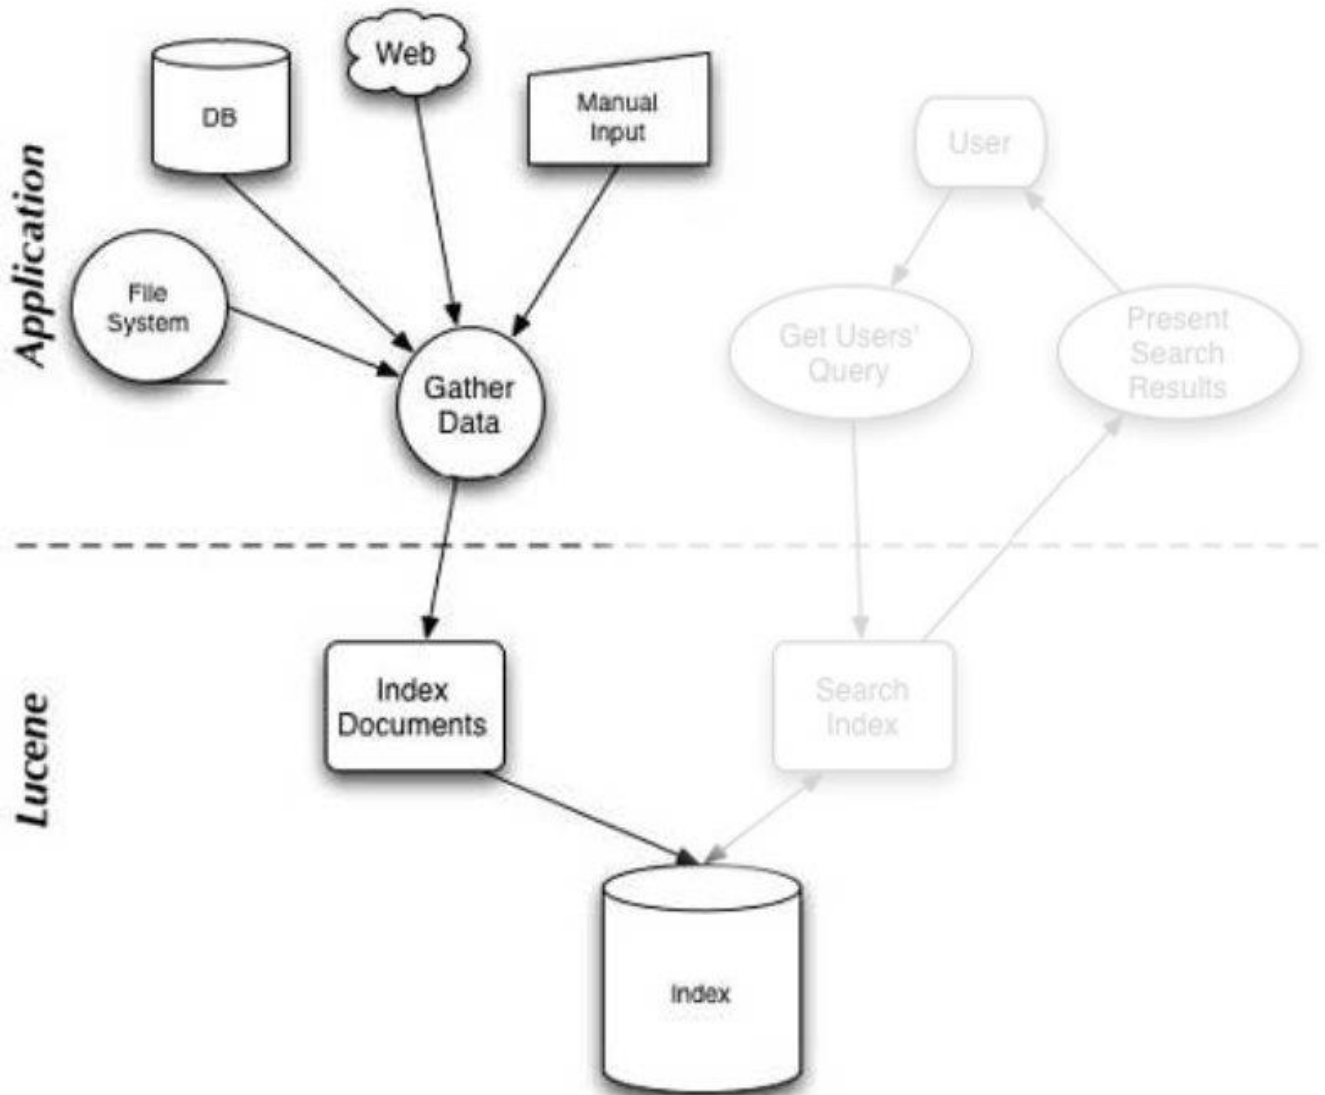 Web
DB
Manual
Input
User
Application
File
System
Get Users'
Query
Present
Search
Results
Gather
Data
Index
Documents
Search
Index
Lucene
Index